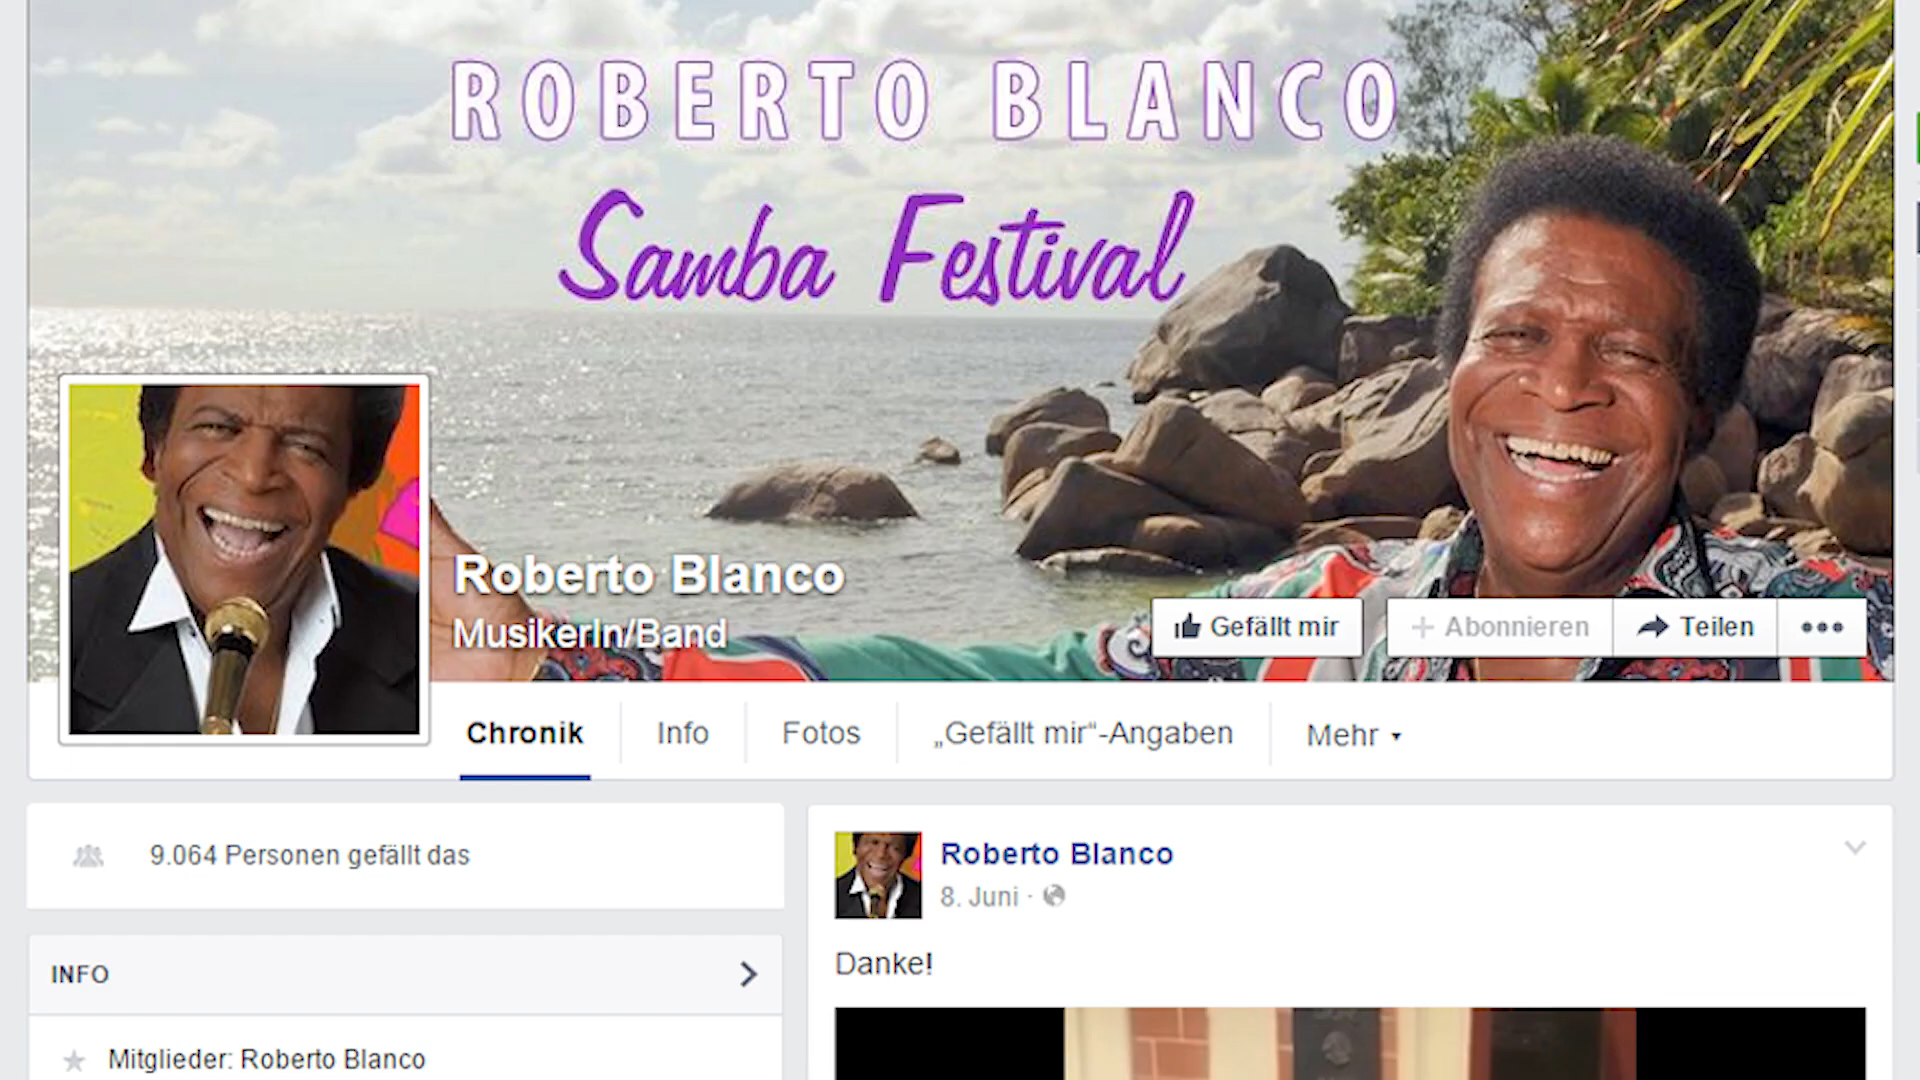 ROBERTO BLANCO
Samba Festival
Roberto Blanco
MusikerIn/Band
Gefällt mir
Abonnieren
Teilen
Chronik
Info
Fotos
„Gefällt mir“-Angaben
Mehr
9.064 Personen gefällt das
INFO
Mitglieder: Roberto Blanco
Roberto Blanco
8. Juni ·
Danke!